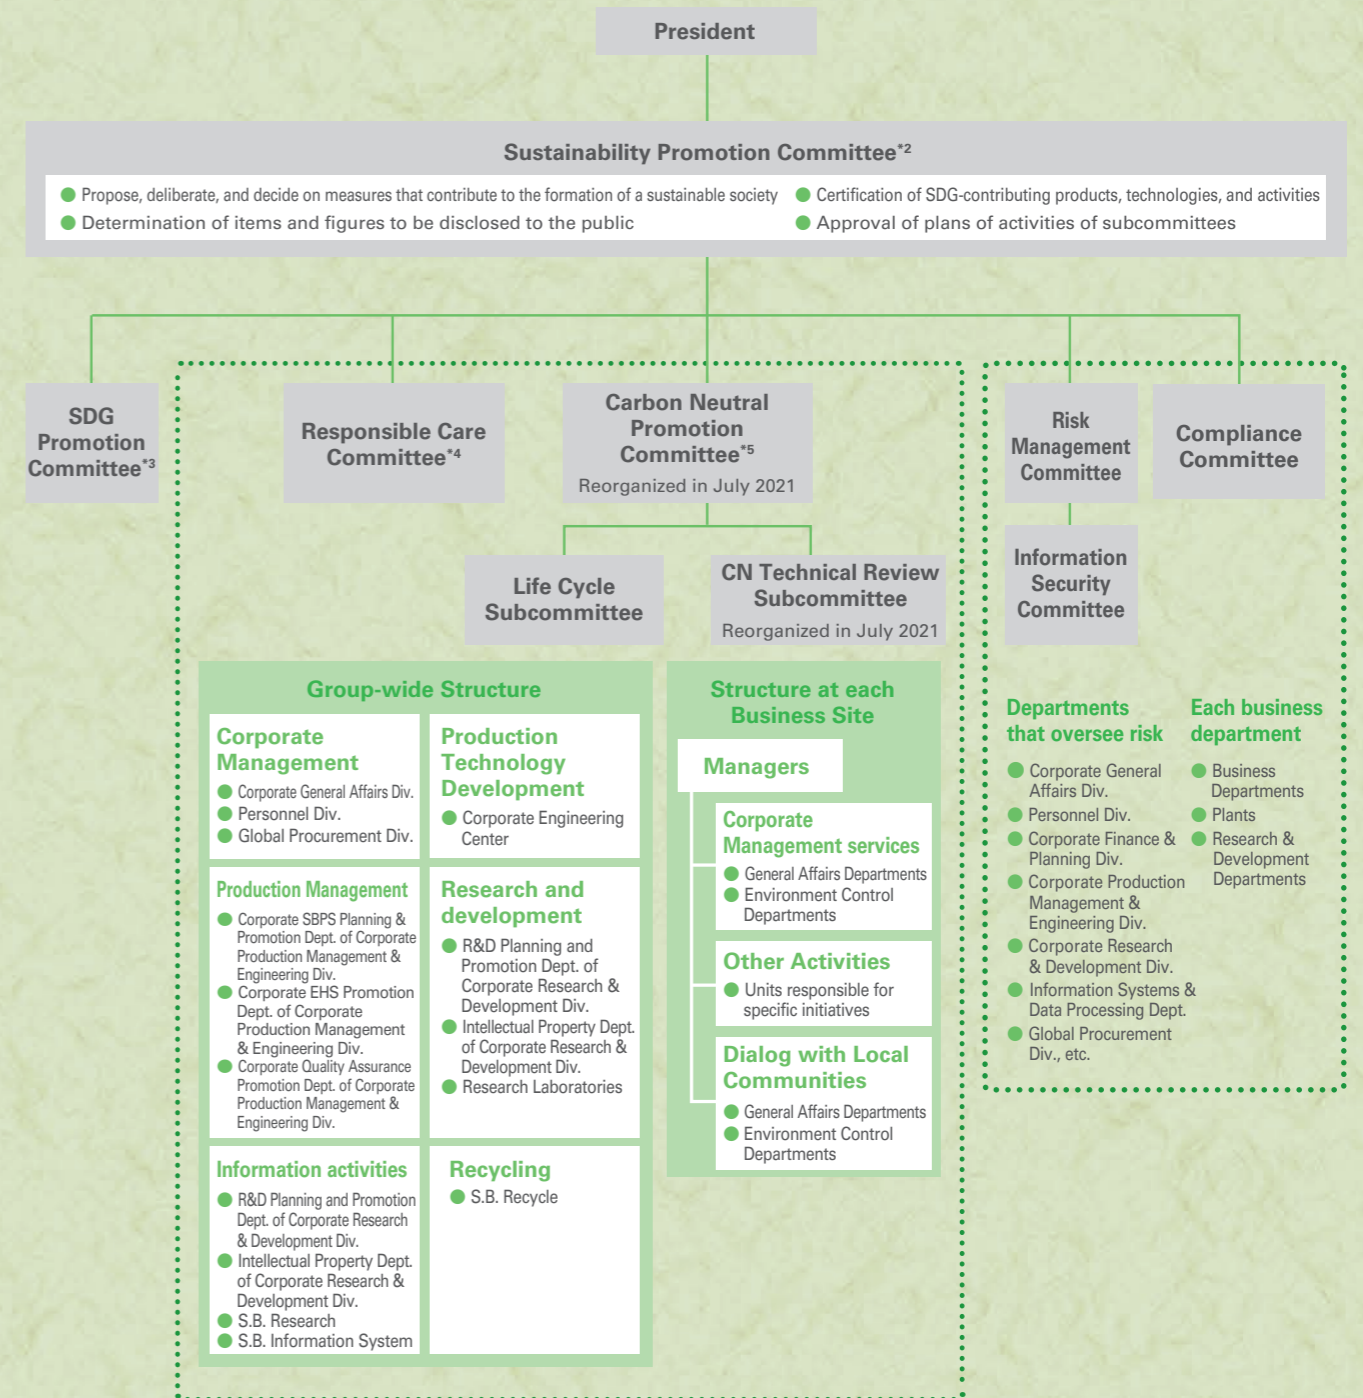 President
Sustainability Promotion Committee*2
● Propose, deliberate, and decide on measures that contribute to the formation of a sustainable society
● Determination of items and figures to be disclosed to the public
● Certification of SDG-contributing products, technologies, and activities
● Approval of plans of activities of subcommittees
SDG
Promotion
Committee*3
Responsible Care
Committee*4
Carbon Neutral
Promotion
Committee*5
Reorganized in July 2021
Risk
Management
Committee
Compliance
Committee
Life Cycle
Subcommittee
CN Technical Review
Subcommittee
Reorganized in July 2021
Information
Security
Committee
Group-wide Structure
Corporate
Management
● Corporate General Affairs Div.
● Personnel Div.
● Global Procurement Div.
Production
Technology
Development
● Corporate Engineering
Center
Production Management
● Corporate SBPS Planning &
Promotion Dept. of Corporate
Production Management &
Engineering Div.
● Corporate EHS Promotion
Dept. of Corporate
Production Management
& Engineering Div.
● Corporate Quality Assurance
Promotion Dept. of Corporate
Production Management &
Engineering Div.
Research and
development
● R&D Planning and
Promotion Dept. of
Corporate Research &
Development Div.
● Intellectual Property Dept.
of Corporate Research &
Development Div.
● Research Laboratories
Information activities
● R&D Planning and Promotion
Dept. of Corporate Research
& Development Div.
● Intellectual Property Dept.
of Corporate Research &
Development Div.
● S.B. Research
● S.B. Information System
Recycling
● S.B. Recycle
Structure at each
Business Site
Managers
Corporate
Management services
● General Affairs Departments
● Environment Control
Departments
Other Activities
● Units responsible for
specific initiatives
Dialog with Local
Communities
● General Affairs Departments
● Environment Control
Departments
Departments
that oversee risk
● Corporate General
Affairs Div.
● Personnel Div.
● Corporate Finance &
Planning Div.
● Corporate Production
Management &
Engineering Div.
● Corporate Research
& Development Div.
● Information Systems &
Data Processing Dept.
● Global Procurement
Div., etc.
Each business
department
● Business
Departments
● Plants
● Research &
Development
Departments